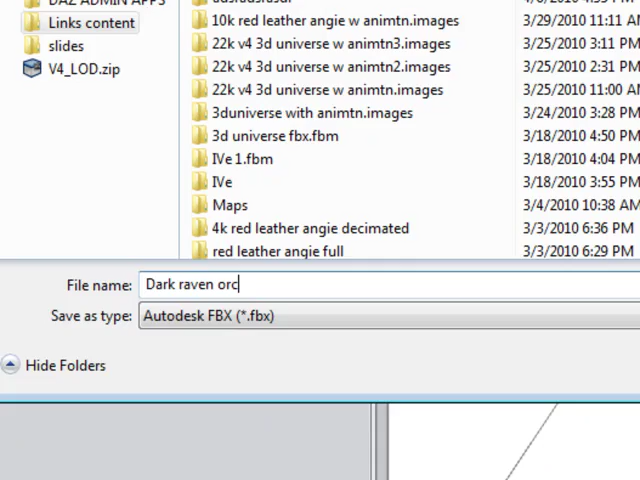 DAZ ADMIN APPS
Links content
slides
V4_LOD.zip
10k red leather angie w animtn.images 3/29/2010 11:11 A
22k v4 3d universe w animtn3.images 3/25/2010 3:11 PM
22k v4 3d universe w animtn2.images 3/25/2010 2:31 PM
22k v4 3d universe w animtn.images 3/25/2010 11:00 A
3duniverse with animtn.images 3/24/2010 3:28 PM
3d universe fbx.fbm 3/18/2010 4:50 PM
IVe 1.fbm 3/18/2010 4:04 PM
IVe 3/18/2010 3:55 PM
Maps 3/4/2010 10:38 AM
4k red leather angie decimated 3/3/2010 6:36 PM
red leather angie full 3/3/2010 6:29 PM
File name: Dark raven orc
Save as type: Autodesk FBX (*.fbx)
Hide Folders